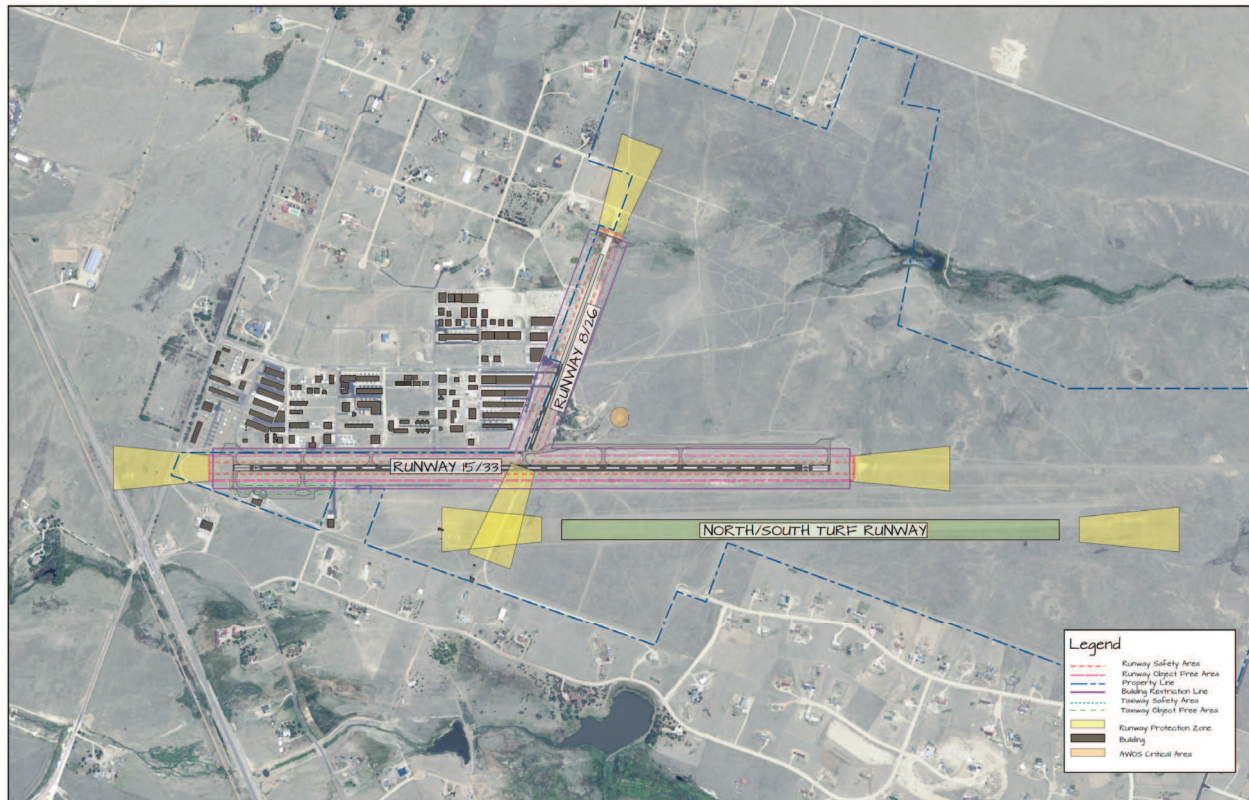 RUNWAY 8/26
RUNWAY 15/33
NORTH/SOUTH TURF RUNWAY
Legend
Runway Safety Area
Runway Object Free Area
Property Line
Building Restriction Line
Taxiway Safety Area
Taxiway Object Free Area
Runway Protection Zone
Building
AWOS Critical Area